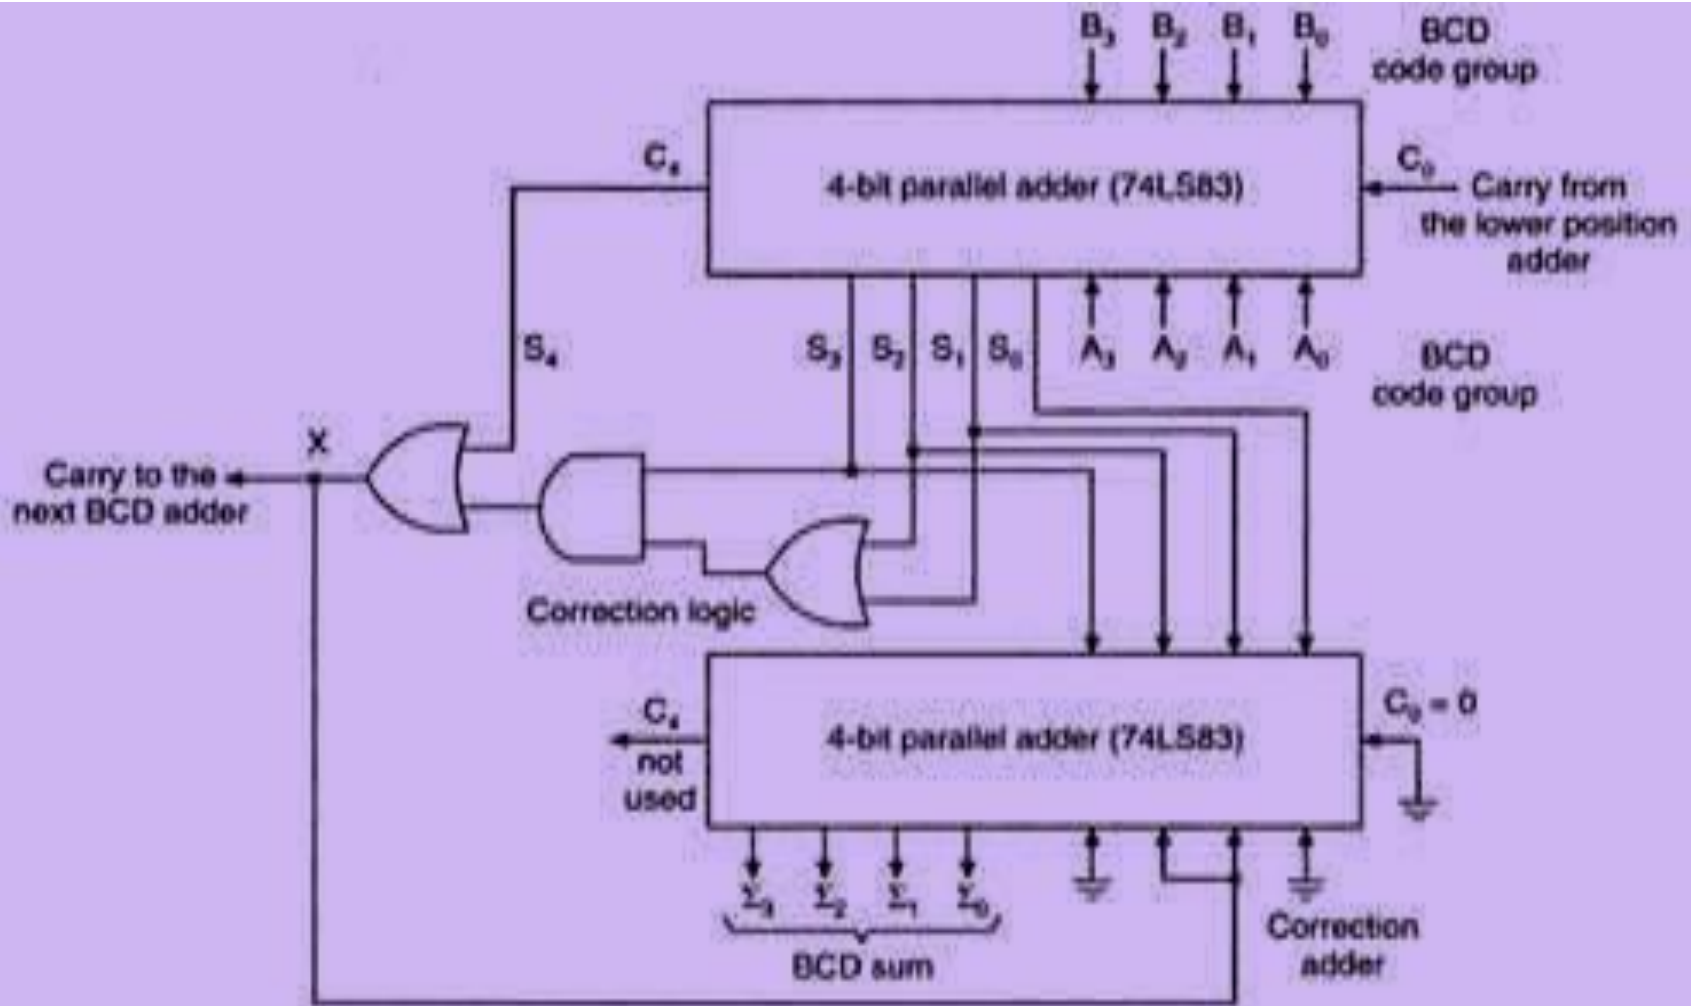 B₃ B₂ B₁ B₀ BCD
code group
C₄
4-bit parallel adder (74LS83)
C₀
Carry from
the lower position
adder
S₄
S₃ S₂ S₁ S₀ A₃ A₂ A₁ A₀ BCD
code group
X
Carry to the
next BCD adder
Correction logic
C₄
not
used
4-bit parallel adder (74LS83)
C₀ = 0
Σ₃ Σ₂ Σ₁ Σ₀
BCD sum
Correction
adder